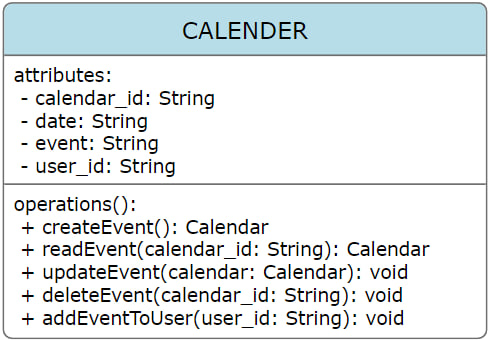 CALENDER
attributes:
- calendar_id: String
- date: String
- event: String
- user_id: String
operations():
+ createEvent(): Calendar
+ readEvent(calendar_id: String): Calendar
+ updateEvent(calendar: Calendar): void
+ deleteEvent(calendar_id: String): void
+ addEventToUser(user_id: String): void